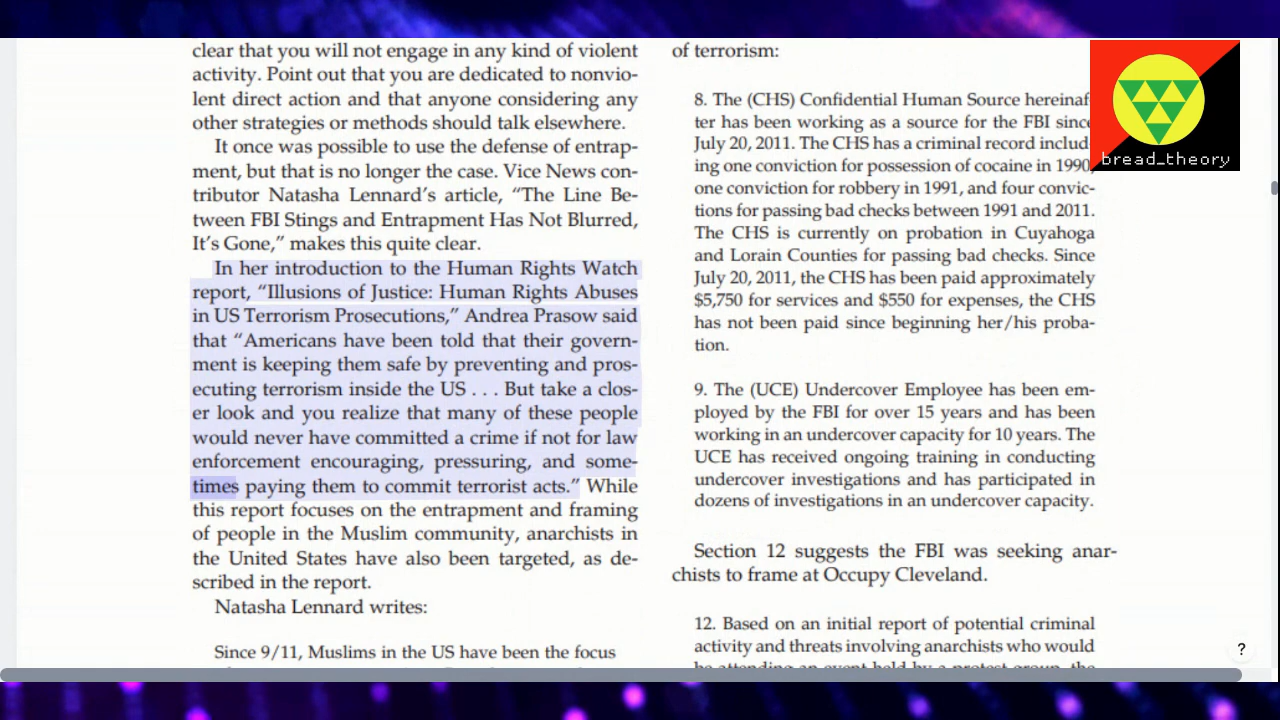 clear that you will not engage in any kind of violent
activity. Point out that you are dedicated to nonvio-
lent direct action and that anyone considering any
other strategies or methods should talk elsewhere.
It once was possible to use the defense of entrap-
ment, but that is no longer the case. Vice News con-
tributor Natasha Lennard’s article, “The Line Be-
tween FBI Stings and Entrapment Has Not Blurred,
It’s Gone,” makes this quite clear.
In her introduction to the Human Rights Watch
report, “Illusions of Justice: Human Rights Abuses
in US Terrorism Prosecutions,” Andrea Prasow said
that “Americans have been told that their govern-
ment is keeping them safe by preventing and pros-
ecuting terrorism inside the US . . . But take a clos-
er look and you realize that many of these people
would never have committed a crime if not for law
enforcement encouraging, pressuring, and some-
times paying them to commit terrorist acts.” While
this report focuses on the entrapment and framing
of people in the Muslim community, anarchists in
the United States have also been targeted, as de-
scribed in the report.
Natasha Lennard writes:
Since 9/11, Muslims in the US have been the focus
of terrorism:
8. The (CHS) Confidential Human Source hereinaf
ter has been working as a source for the FBI since
July 20, 2011. The CHS has a criminal record includ
ing one conviction for possession of cocaine in 1990,
one conviction for robbery in 1991, and four convic-
tions for passing bad checks between 1991 and 2011.
The CHS is currently on probation in Cuyahoga
and Lorain Counties for passing bad checks. Since
July 20, 2011, the CHS has been paid approximately
$5,750 for services and $550 for expenses, the CHS
has not been paid since beginning her/his proba-
tion.
9. The (UCE) Undercover Employee has been em-
ployed by the FBI for over 15 years and has been
working in an undercover capacity for 10 years. The
UCE has received ongoing training in conducting
undercover investigations and has participated in
dozens of investigations in an undercover capacity.
Section 12 suggests the FBI was seeking anar-
chists to frame at Occupy Cleveland.
12. Based on an initial report of potential criminal
activity and threats involving anarchists who would
bread_theory
?